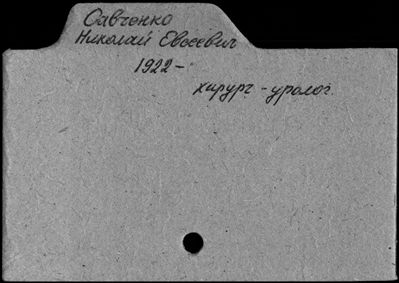 Савченко
Николай Евсеевич
1922-
хирург-уролог.